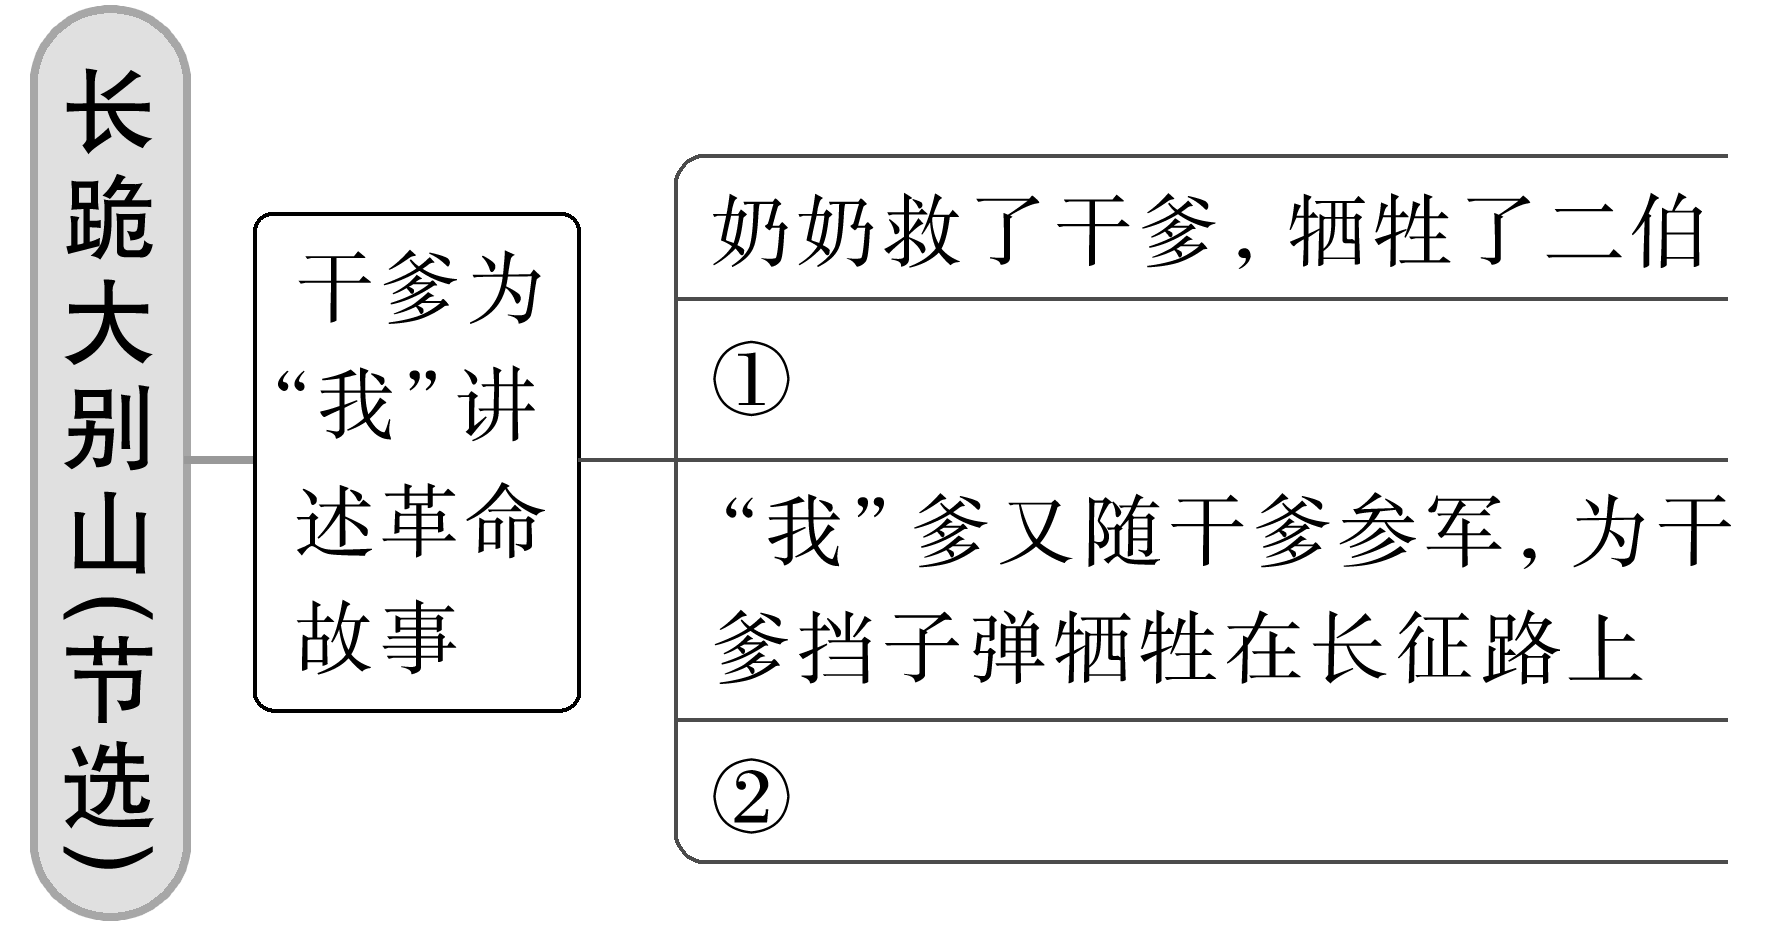 长跪大别山(节选)
干爹为
“我”讲
述革命
故事
奶奶救了干爹,牺牲了二伯
①
“我”爹又随干爹参军,为干
爹挡子弹牺牲在长征路上
②